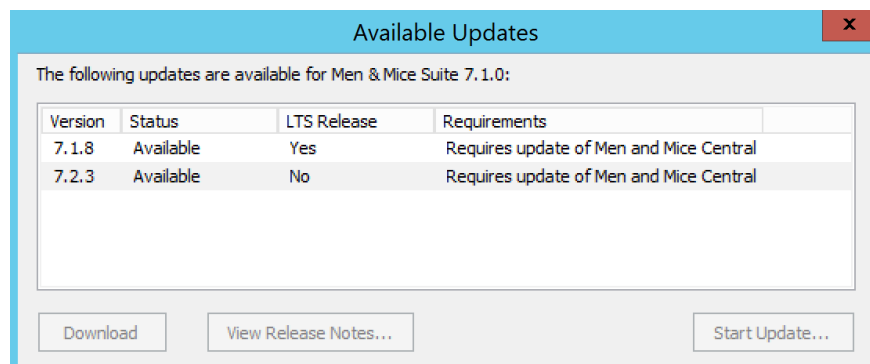 Available Updates
x
The following updates are available for Men & Mice Suite 7.1.0:
Version Status LTS Release Requirements
7.1.8 Available Yes Requires update of Men and Mice Central
7.2.3 Available No Requires update of Men and Mice Central
Download View Release Notes... Start Update...